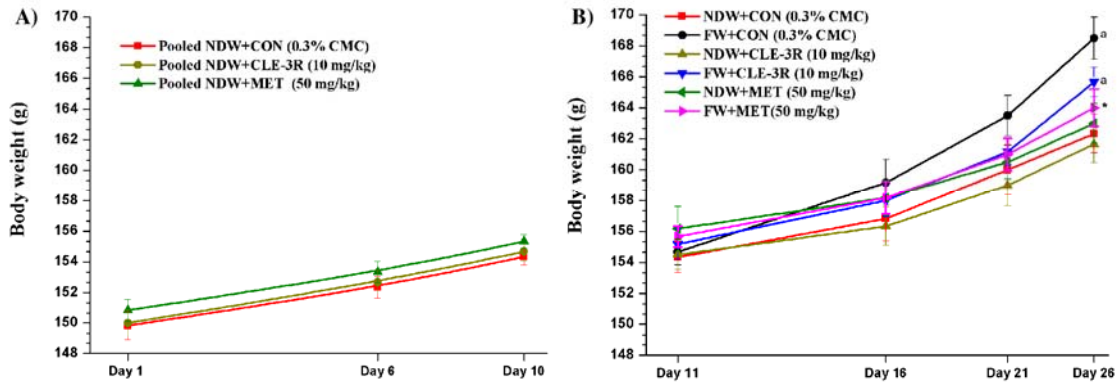 A)
Pooled NDW+CON (0.3% CMC)
Pooled NDW+CLE-3R (10 mg/kg)
Pooled NDW+MET (50 mg/kg)
Body weight (g)
170
168
166
164
162
160
158
156
154
152
150
148
Day 1
Day 6
Day 10
B)
NDW+CON (0.3% CMC)
FW+CON (0.3% CMC)
NDW+CLE-3R (10 mg/kg)
FW+CLE-3R (10 mg/kg)
NDW+MET (50 mg/kg)
FW+MET(50 mg/kg)
Body weight (g)
170
168
166
164
162
160
158
156
154
152
150
148
a
a
*
Day 11
Day 16
Day 21
Day 26